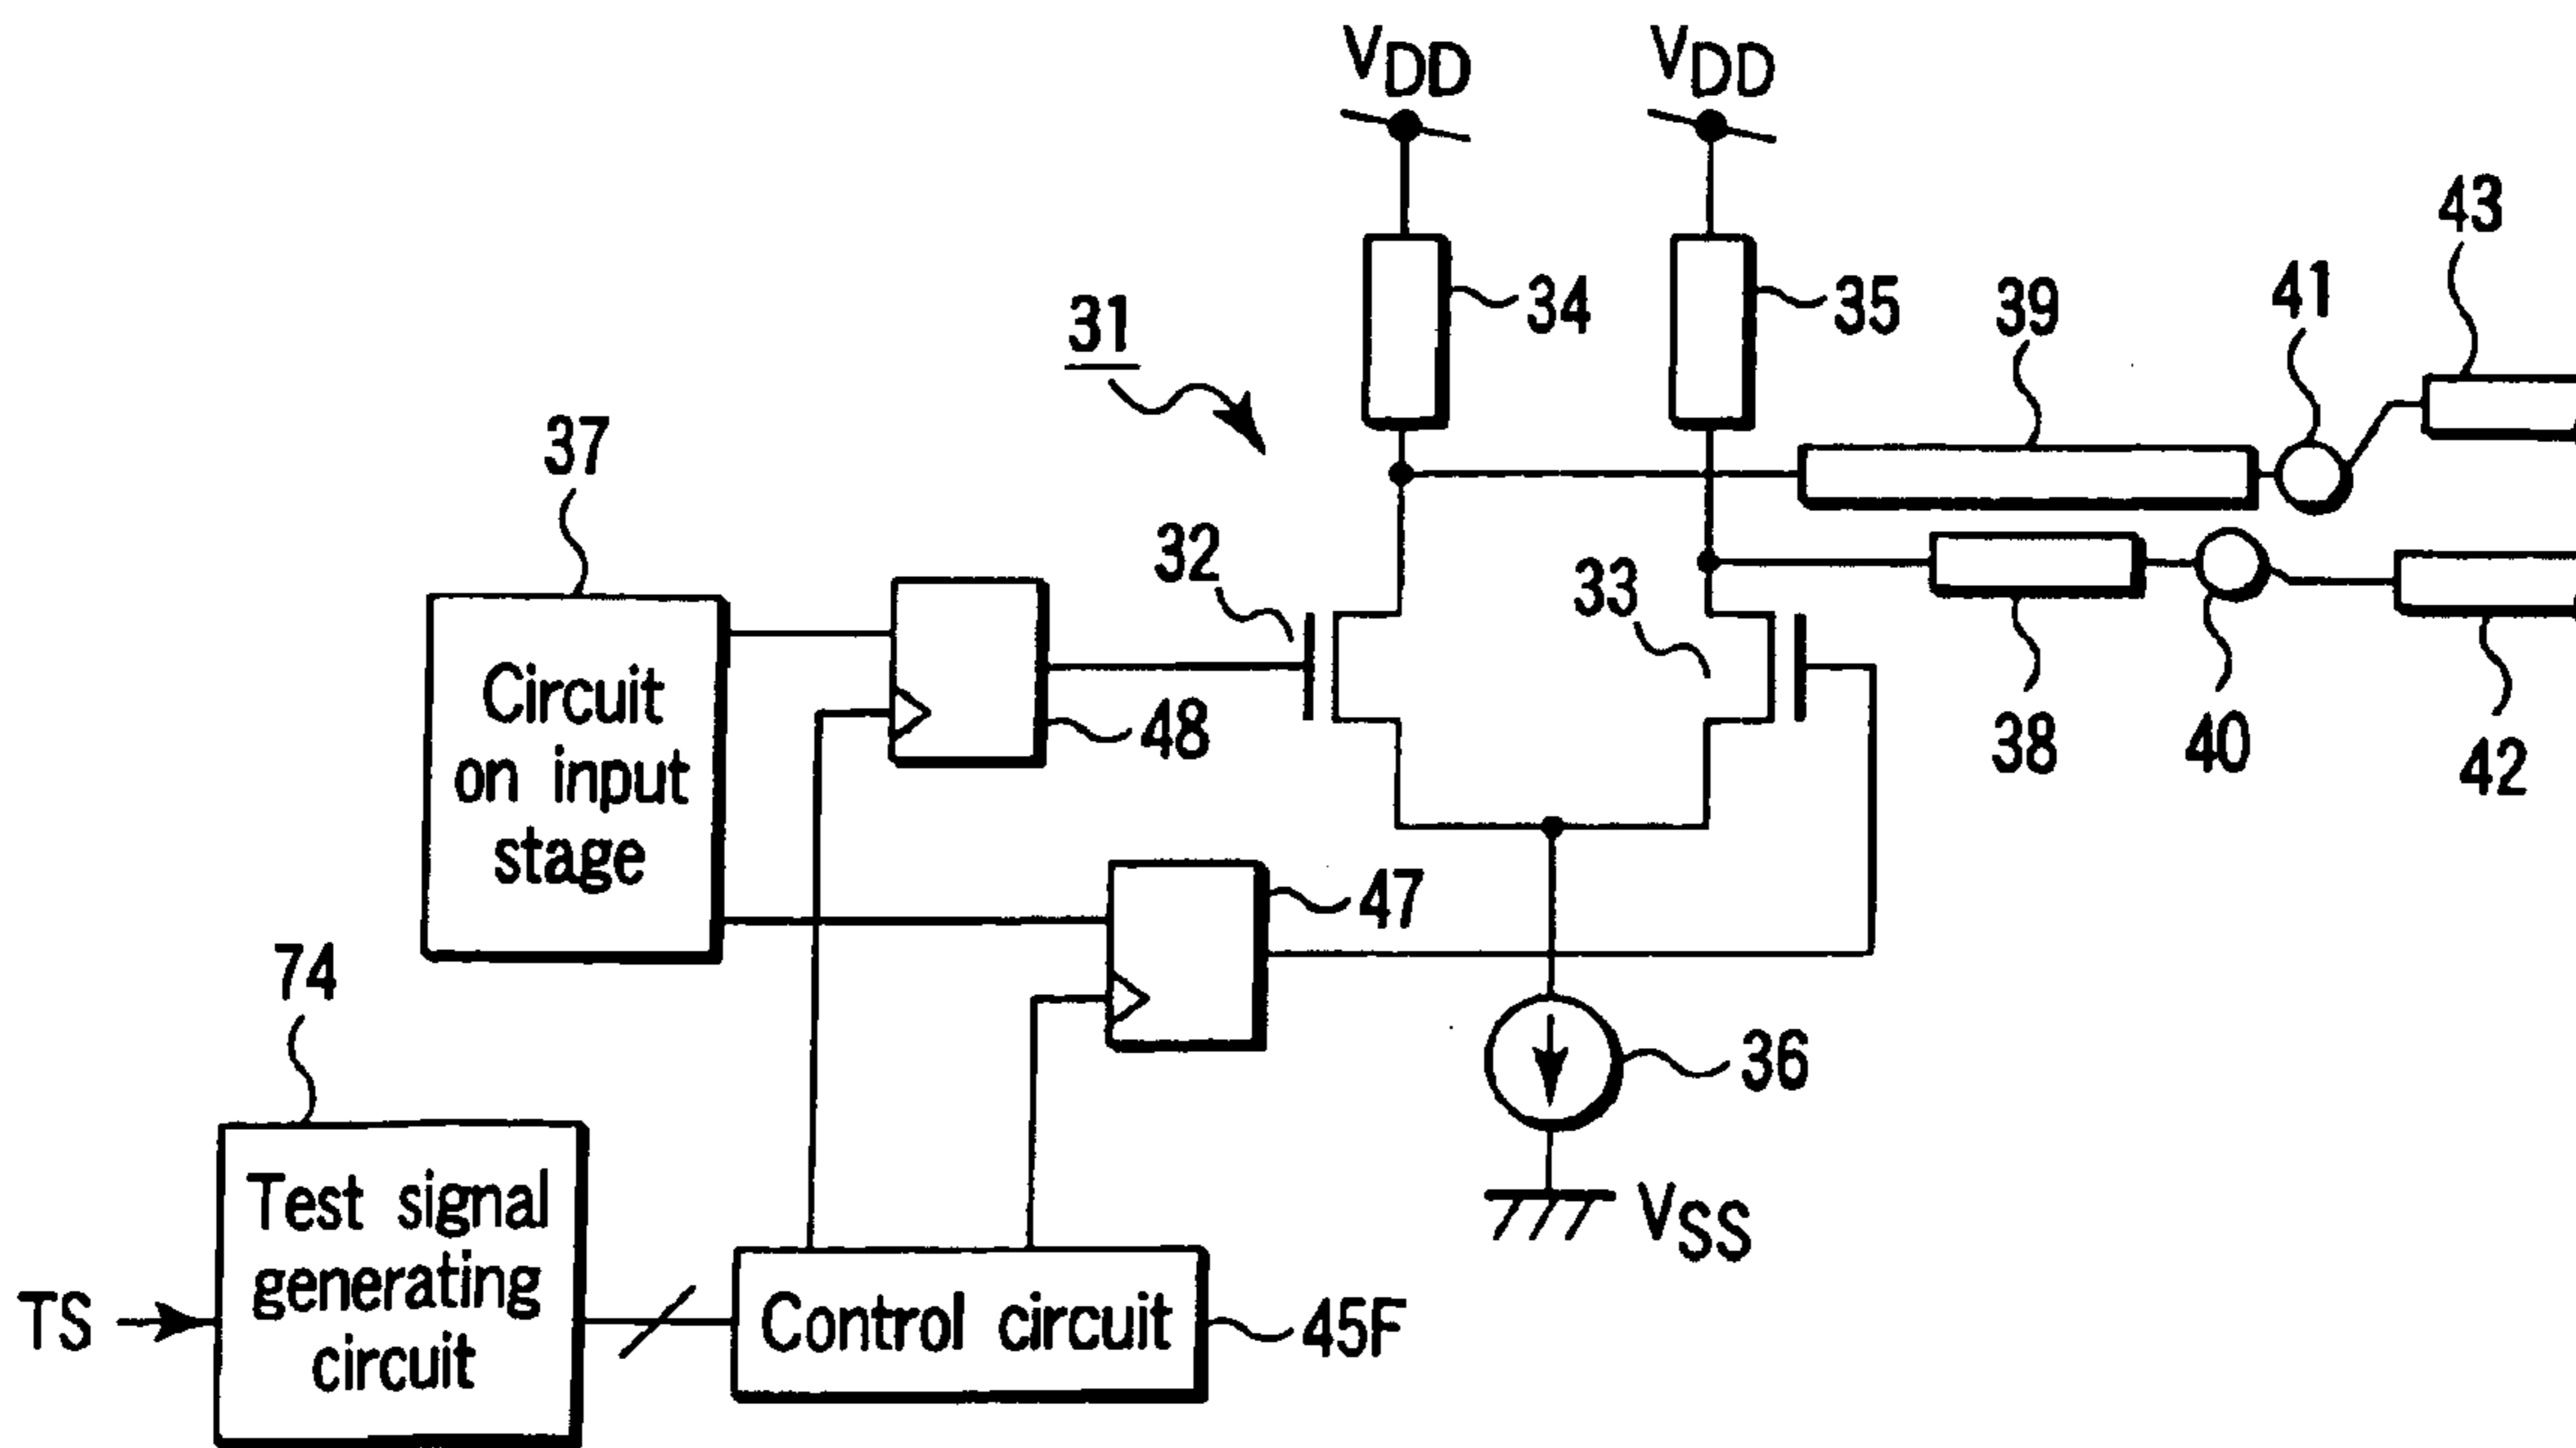 VDD VDD
43
41
39
34
35
31
37
32
33
48
38
40
42
Circuit
on input
stage
47
74
36
Test signal
generating
circuit
VSS
TS
Control circuit
45F